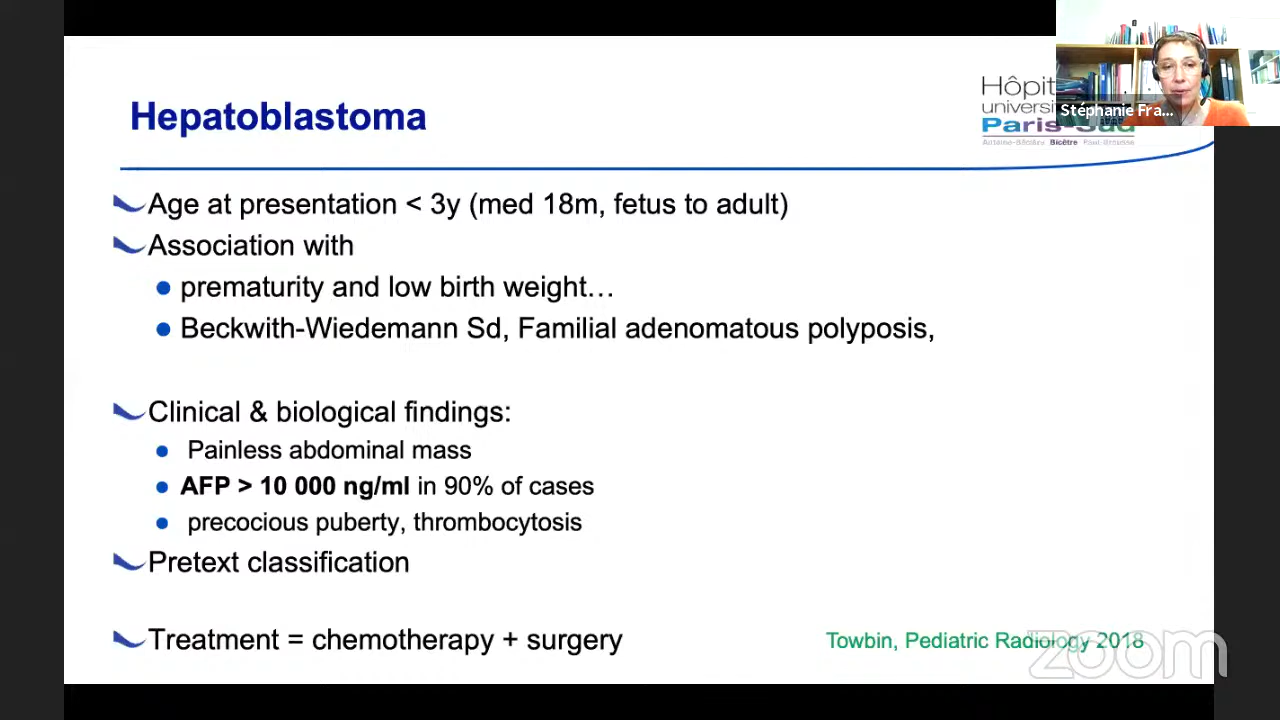 Hepatoblastoma
Hôpit
universi
Paris-Sud
Antoine-Béclère Bicêtre Paul-Brousse
Stéphanie Fra...
Age at presentation < 3y (med 18m, fetus to adult)
Association with
prematurity and low birth weight…
Beckwith-Wiedemann Sd, Familial adenomatous polyposis,
Clinical & biological findings:
Painless abdominal mass
AFP > 10 000 ng/ml in 90% of cases
precocious puberty, thrombocytosis
Pretext classification
Treatment = chemotherapy + surgery
Towbin, Pediatric Radiology 2018
zoom